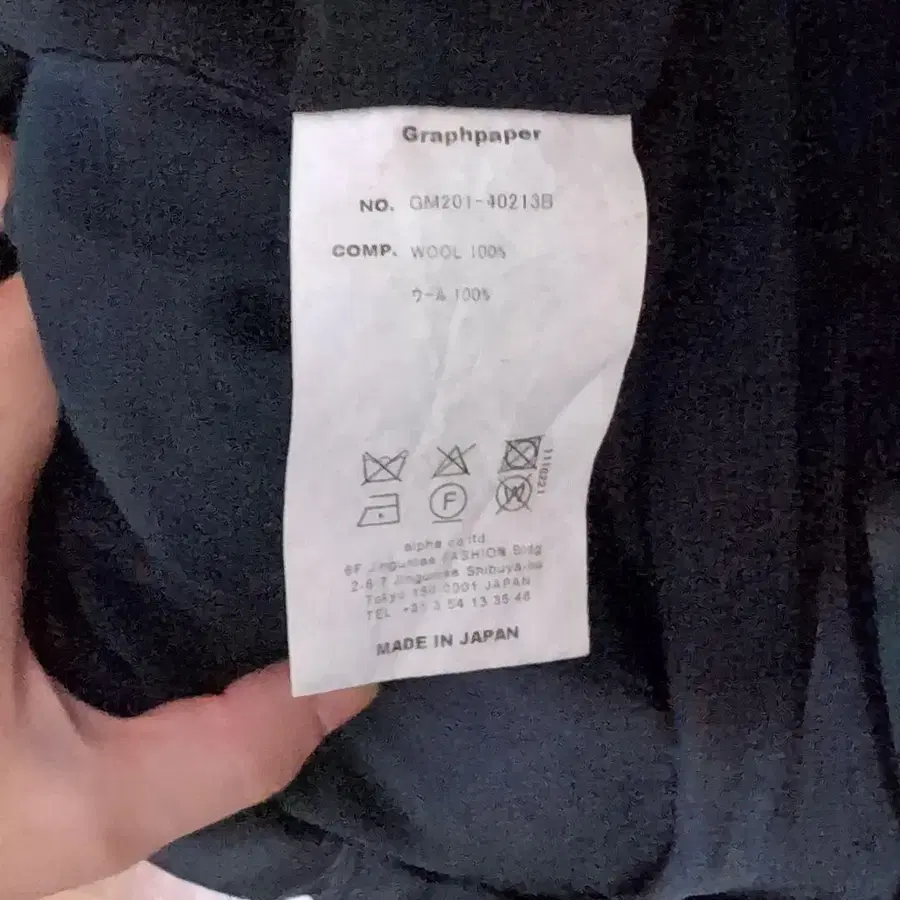 Graphpaper
NO. GM201-40213B
COMP. WOOL 100%
ウール 100%
1110221
F
W
alpha co.ltd.
6F Jingumae FASHION Bldg
2-6-7 Jingumae Shibuya-ku
Tokyo 150-0001 JAPAN
TEL +81 3 54 13 35 46
MADE IN JAPAN